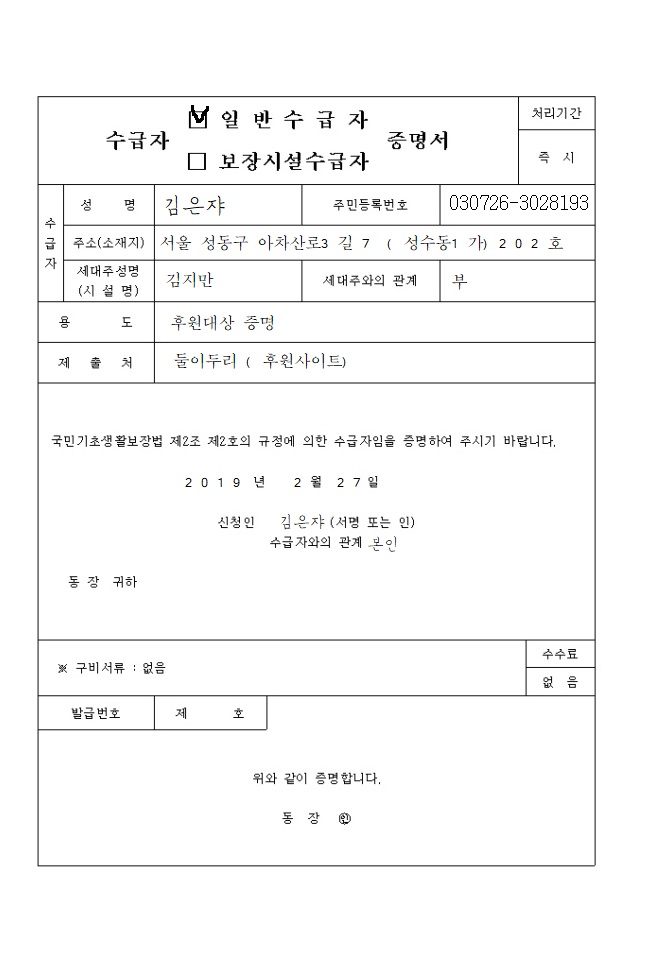 수급자 ☑ 일 반 수 급 자 증명서
☐ 보장시설수급자
처리기간
즉 시
수급자
성 명 김은쟈 주민등록번호 030726-3028193
주소(소재지) 서울 성동구 아차산로3 길 7 ( 성수동1 가) 2 0 2 호
세대주성명 (시 설 명) 김지만 세대주와의 관계 부
용 도 후원대상 증명
제 출 처 둘이두리 ( 후원사이트)
국민기초생활보장법 제2조 제2호의 규정에 의한 수급자임을 증명하여 주시기 바랍니다.
2 0 1 9 년 2 월 2 7 일
신청인 김은쟈 (서명 또는 인)
수급자와의 관계 본인
동 장 귀하
※ 구비서류 : 없음
수수료
없 음
발급번호 제 호
위와 같이 증명합니다.
동 장 ㊞